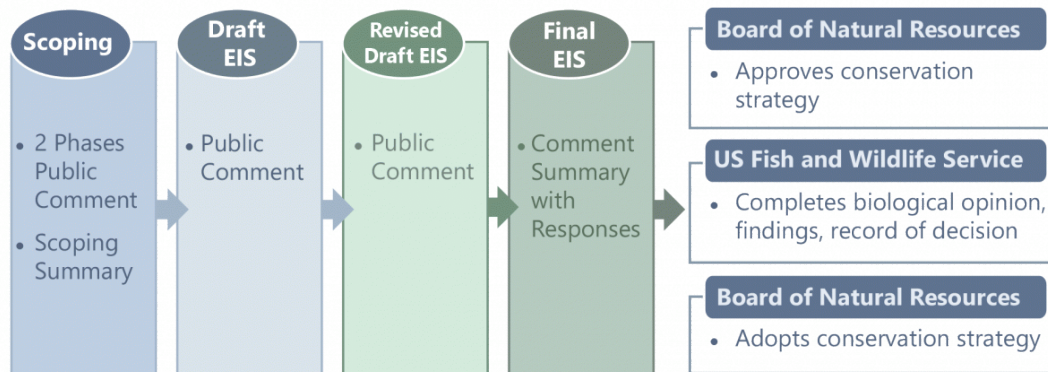 Scoping
• 2 Phases
Public
Comment
• Scoping
Summary
Draft
EIS
• Public
Comment
Revised
Draft EIS
• Public
Comment
Final
EIS
• Comment
Summary
with
Responses
Board of Natural Resources
• Approves conservation
strategy
US Fish and Wildlife Service
• Completes biological opinion,
findings, record of decision
Board of Natural Resources
• Adopts conservation strategy